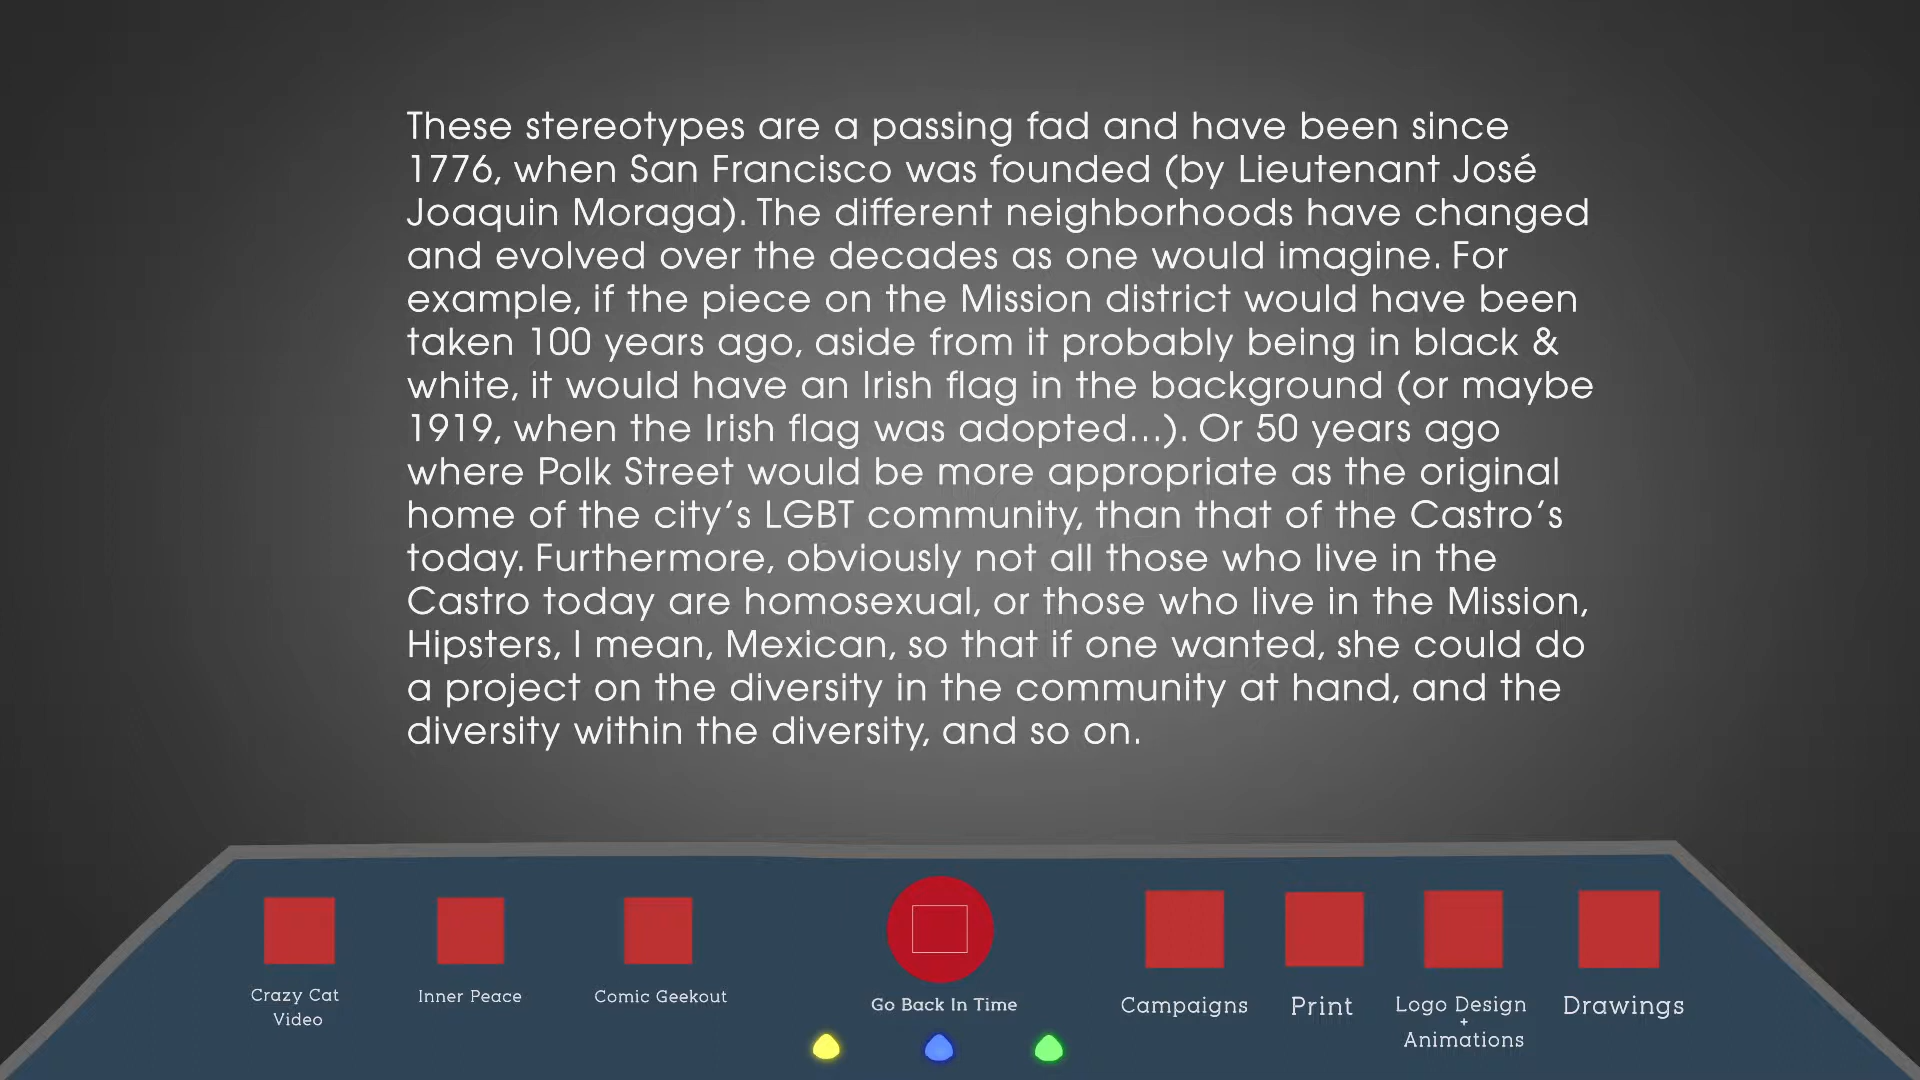 These stereotypes are a passing fad and have been since
1776, when San Francisco was founded (by Lieutenant José
Joaquin Moraga). The different neighborhoods have changed
and evolved over the decades as one would imagine. For
example, if the piece on the Mission district would have been
taken 100 years ago, aside from it probably being in black &
white, it would have an Irish flag in the background (or maybe
1919, when the Irish flag was adopted...). Or 50 years ago
where Polk Street would be more appropriate as the original
home of the city's LGBT community, than that of the Castro's
today. Furthermore, obviously not all those who live in the
Castro today are homosexual, or those who live in the Mission,
Hipsters, I mean, Mexican, so that if one wanted, she could do
a project on the diversity in the community at hand, and the
diversity within the diversity, and so on.
Crazy Cat
Video
Inner Peace
Comic Geekout
Go Back In Time
Campaigns
Print
Logo Design
+
Animations
Drawings